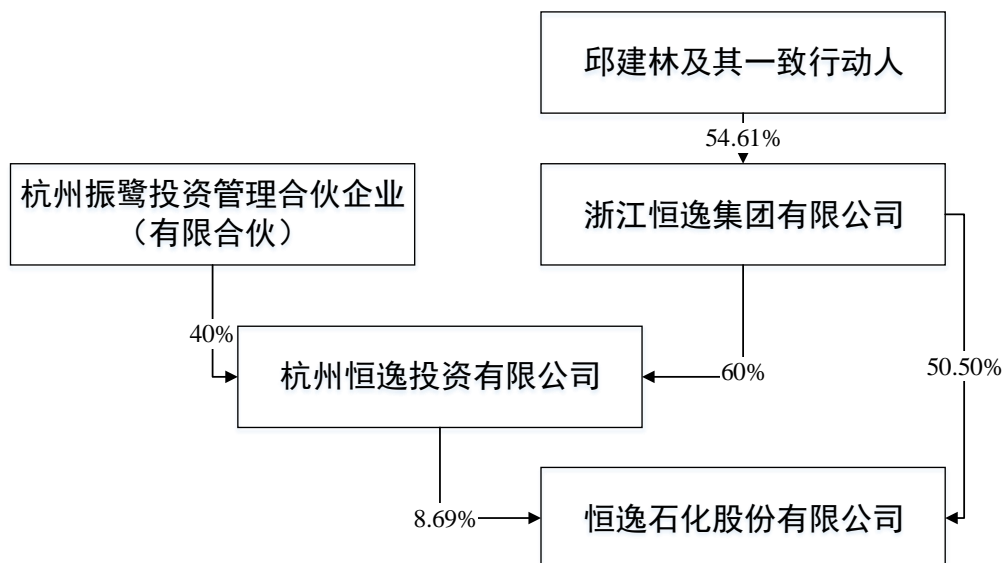 邱建林及其一致行动人
54.61%
杭州振鹭投资管理合伙企业
（有限合伙）
浙江恒逸集团有限公司
40%
杭州恒逸投资有限公司
60%
50.50%
8.69%
恒逸石化股份有限公司